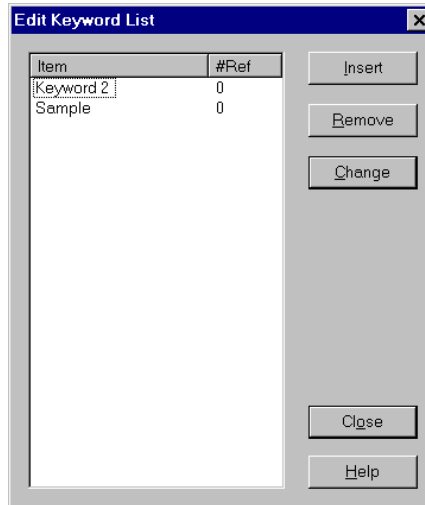 Edit Keyword List
Item #Ref
Keyword 2 0
Sample 0
Insert
Remove
Change
Close
Help